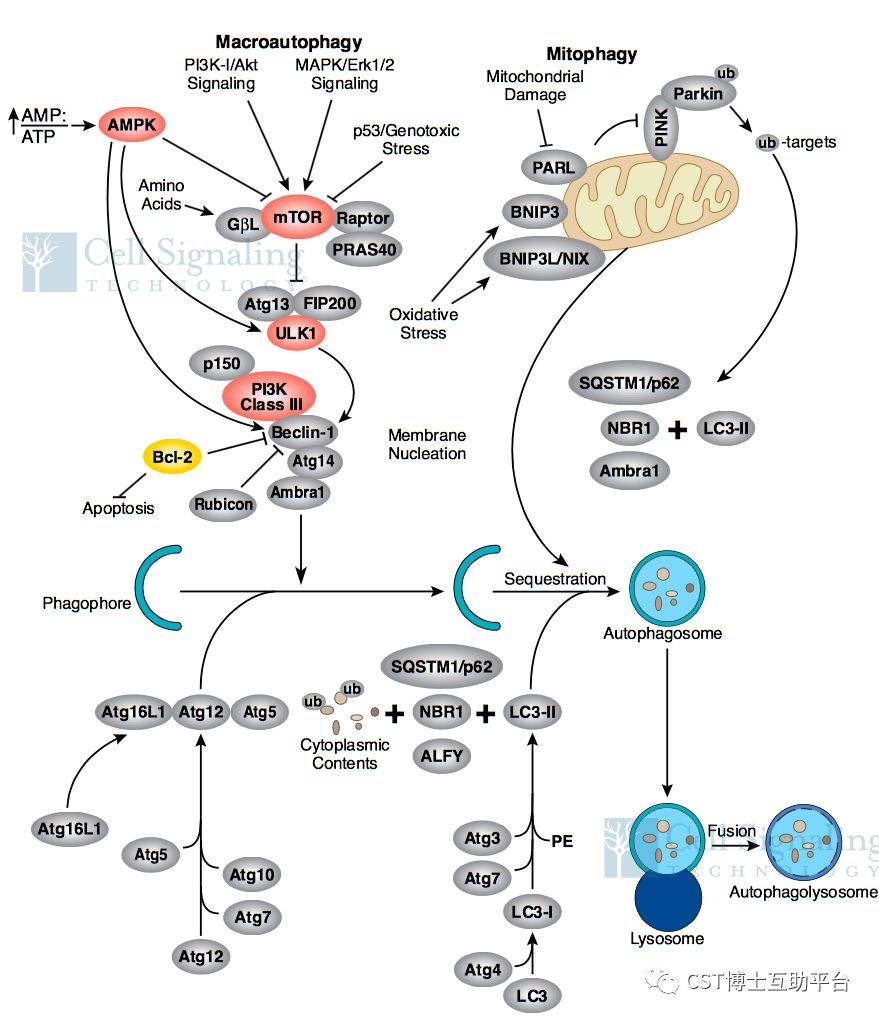 Macroautophagy
PI3K-I/Akt
Signaling
MAPK/Erk1/2
Signaling
AMP:
ATP
AMPK
p53/Genotoxic
Stress
Amino
Acids
GβL
mTOR
Raptor
PRAS40
Cell Signaling
TECHNOLOGY
Atg13
FIP200
ULK1
p150
PI3K
Class III
Beclin-1
Bcl-2
Atg14
Apoptosis
Rubicon
Ambra1
Membrane
Nucleation
Mitophagy
Mitochondrial
Damage
ub
Parkin
PINK
ub-targets
PARL
BNIP3
BNIP3L/NIX
Oxidative
Stress
SQSTM1/p62
NBR1
+
LC3-II
Ambra1
Phagophore
Sequestration
Autophagosome
SQSTM1/p62
Atg16L1
Atg12
Atg5
ub
ub
+
NBR1
+
LC3-II
Cytoplasmic
Contents
ALFY
Atg16L1
Atg5
Atg10
Atg7
Atg12
Atg3
PE
Atg7
LC3-I
Atg4
LC3
Cell Signaling
TECHNOLOGY
Fusion
Autophagolysosome
Lysosome
CST博士互助平台